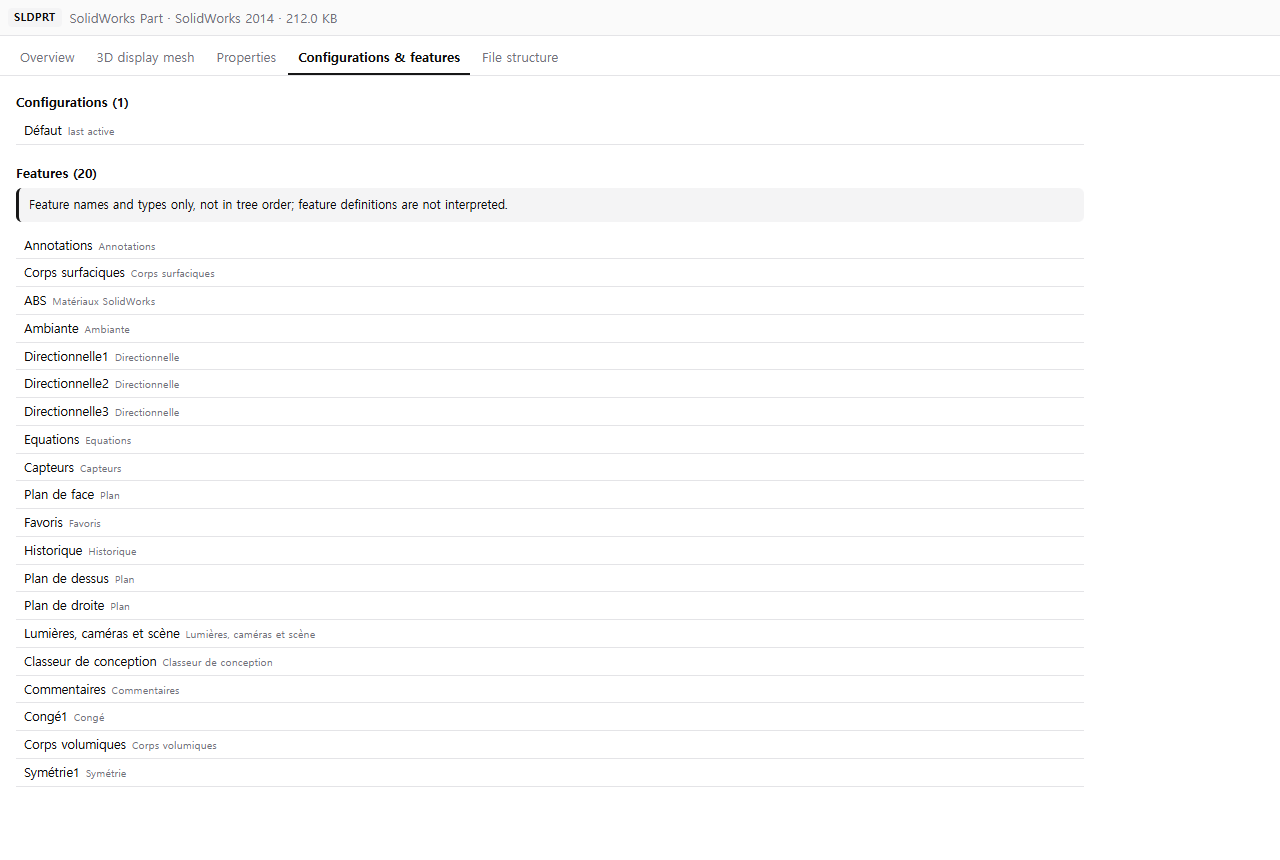 SLDPRT SolidWorks Part · SolidWorks 2014 · 212.0 KB
Overview 3D display mesh Properties Configurations & features File structure
Configurations (1)
Défaut last active
Features (20)
Feature names and types only, not in tree order; feature definitions are not interpreted.
Annotations Annotations
Corps surfaciques Corps surfaciques
ABS Matériaux SolidWorks
Ambiante Ambiante
Directionnelle1 Directionnelle
Directionnelle2 Directionnelle
Directionnelle3 Directionnelle
Equations Equations
Capteurs Capteurs
Plan de face Plan
Favoris Favoris
Historique Historique
Plan de dessus Plan
Plan de droite Plan
Lumières, caméras et scène Lumières, caméras et scène
Classeur de conception Classeur de conception
Commentaires Commentaires
Congé1 Congé
Corps volumiques Corps volumiques
Symétrie1 Symétrie